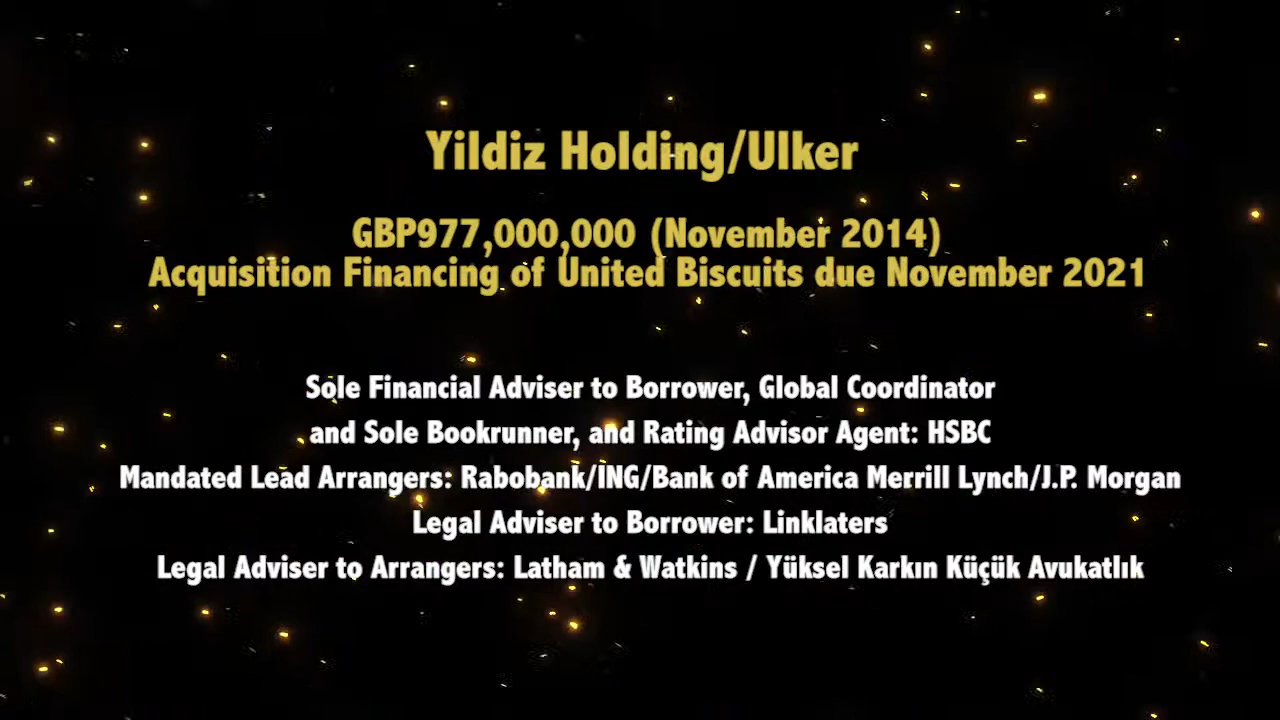 Yildiz Holding/Ulker
GBP977,000,000 (November 2014)
Acquisition Financing of United Biscuits due November 2021
Sole Financial Adviser to Borrower, Global Coordinator
and Sole Bookrunner, and Rating Advisor Agent: HSBC
Mandated Lead Arrangers: Rabobank/ING/Bank of America Merrill Lynch/J.P. Morgan
Legal Adviser to Borrower: Linklaters
Legal Adviser to Arrangers: Latham & Watkins / Yüksel Karkın Küçük Avukatlık